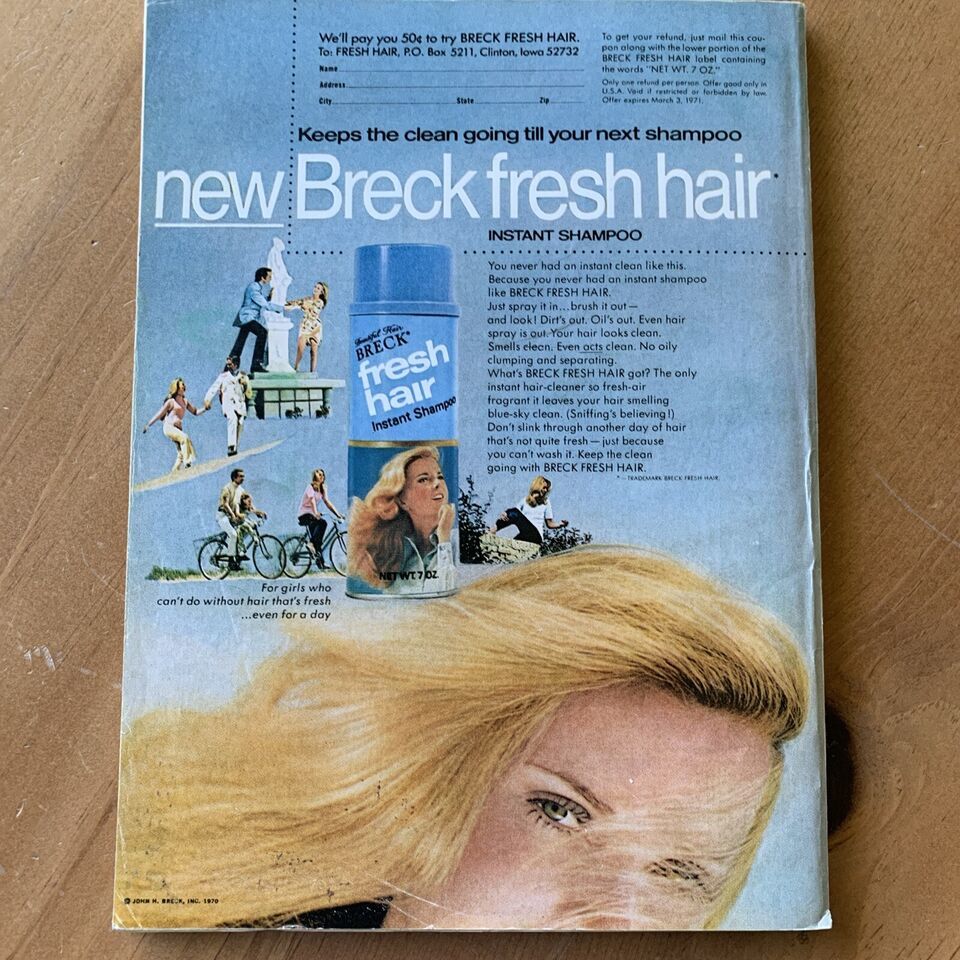 We'll pay you 50¢ to try BRECK FRESH HAIR.
To: FRESH HAIR, P.O. Box 5211, Clinton, Iowa 52732
Name
Address
City State Zip
To get your refund, just mail this cou-
pon along with the lower portion of the
BRECK FRESH HAIR label containing
the words "NET WT. 7 OZ."
Only one refund per person. Offer good only in
U.S.A. Void if restricted or forbidden by law.
Offer expires March 3, 1971.
Keeps the clean going till your next shampoo
new Breck fresh hair*
INSTANT SHAMPOO
You never had an instant clean like this.
Because you never had an instant shampoo
like BRECK FRESH HAIR.
Just spray it in...brush it out—
and look! Dirt's out. Oil's out. Even hair
spray is out. Your hair looks clean.
Smells clean. Even acts clean. No oily
clumping and separating.
What's BRECK FRESH HAIR got? The only
instant hair-cleaner so fresh-air
fragrant it leaves your hair smelling
blue-sky clean. (Sniffing's believing!)
Don't slink through another day of hair
that's not quite fresh — just because
you can't wash it. Keep the clean
going with BRECK FRESH HAIR.
*—TRADEMARK BRECK FRESH HAIR.
Beautiful Hair
BRECK®
fresh
hair
Instant Shampoo
NET WT. 7 OZ.
For girls who
can't do without hair that's fresh
...even for a day
© JOHN H. BRECK, INC. 1970